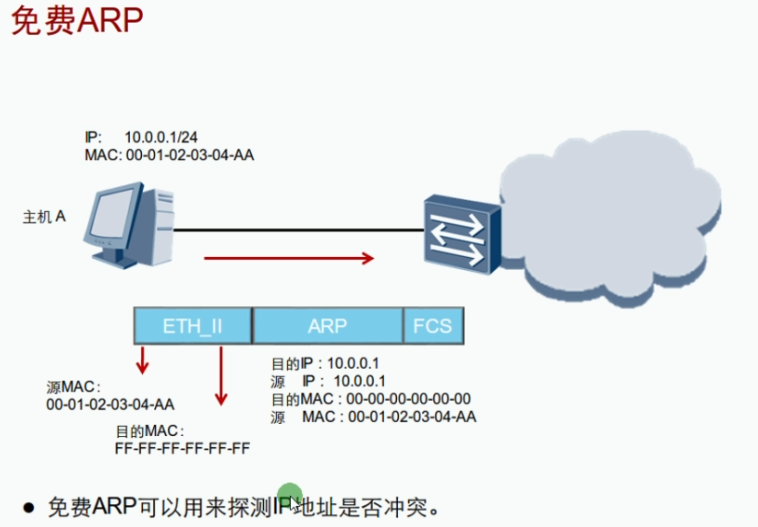 免费ARP
IP: 10.0.0.1/24
MAC: 00-01-02-03-04-AA
主机 A
ETH_II ARP FCS
目的IP : 10.0.0.1
源 IP : 10.0.0.1
目的MAC : 00-00-00-00-00-00
源 MAC : 00-01-02-03-04-AA
源MAC :
00-01-02-03-04-AA
目的MAC :
FF-FF-FF-FF-FF-FF
● 免费ARP可以用来探测IP地址是否冲突。